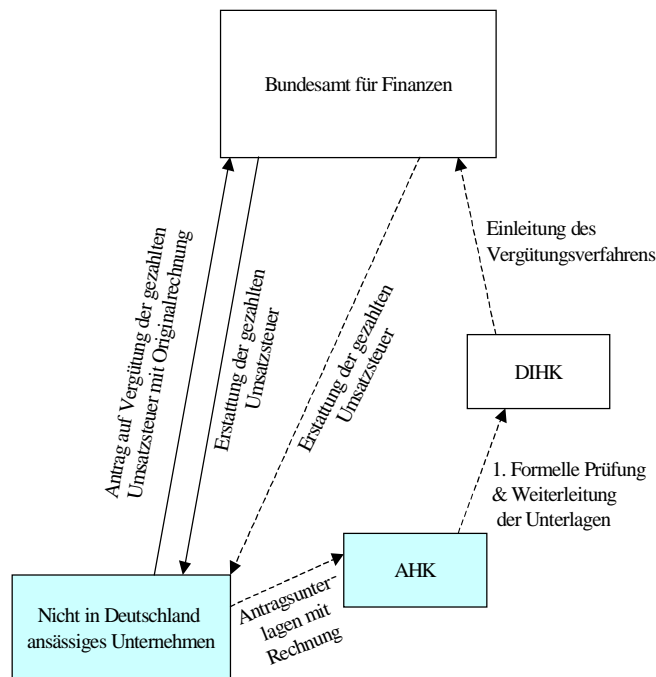 Bundesamt für Finanzen
Antrag auf Vergütung der gezahlten
Umsatzsteuer mit Originalrechnung
Erstattung der gezahlten
Umsatzsteuer
Erstattung der gezahlten
Umsatzsteuer
Einleitung des
Vergütungsverfahrens
DIHK
1. Formelle Prüfung
& Weiterleitung
der Unterlagen
AHK
Nicht in Deutschland
ansässiges Unternehmen
Antragsunter
lagen mit
Rechnung